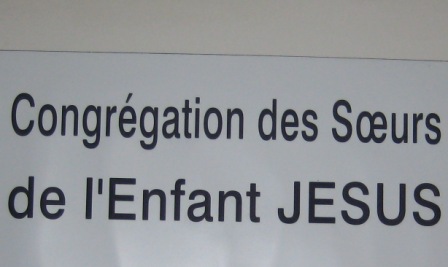 Congrégation des Sœurs
de l'Enfant JESUS